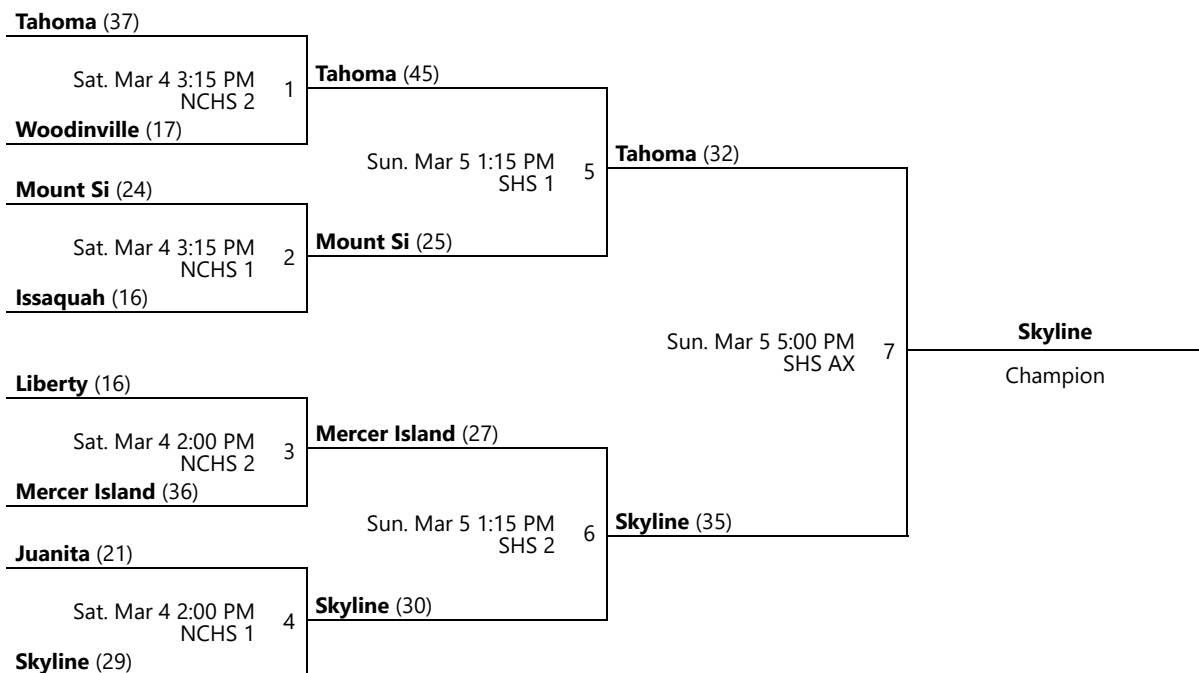 Tahoma (37)
Sat. Mar 4 3:15 PM
NCHS 2
1
Woodinville (17)
Mount Si (24)
Sat. Mar 4 3:15 PM
NCHS 1
2
Issaquah (16)
Liberty (16)
Sat. Mar 4 2:00 PM
NCHS 2
3
Mercer Island (36)
Juanita (21)
Sat. Mar 4 2:00 PM
NCHS 1
4
Skyline (29)
Tahoma (45)
Sun. Mar 5 1:15 PM
SHS 1
5
Mount Si (25)
Mercer Island (27)
Sun. Mar 5 1:15 PM
SHS 2
6
Skyline (30)
Tahoma (32)
Sun. Mar 5 5:00 PM
SHS AX
7
Skyline (35)
Skyline
Champion